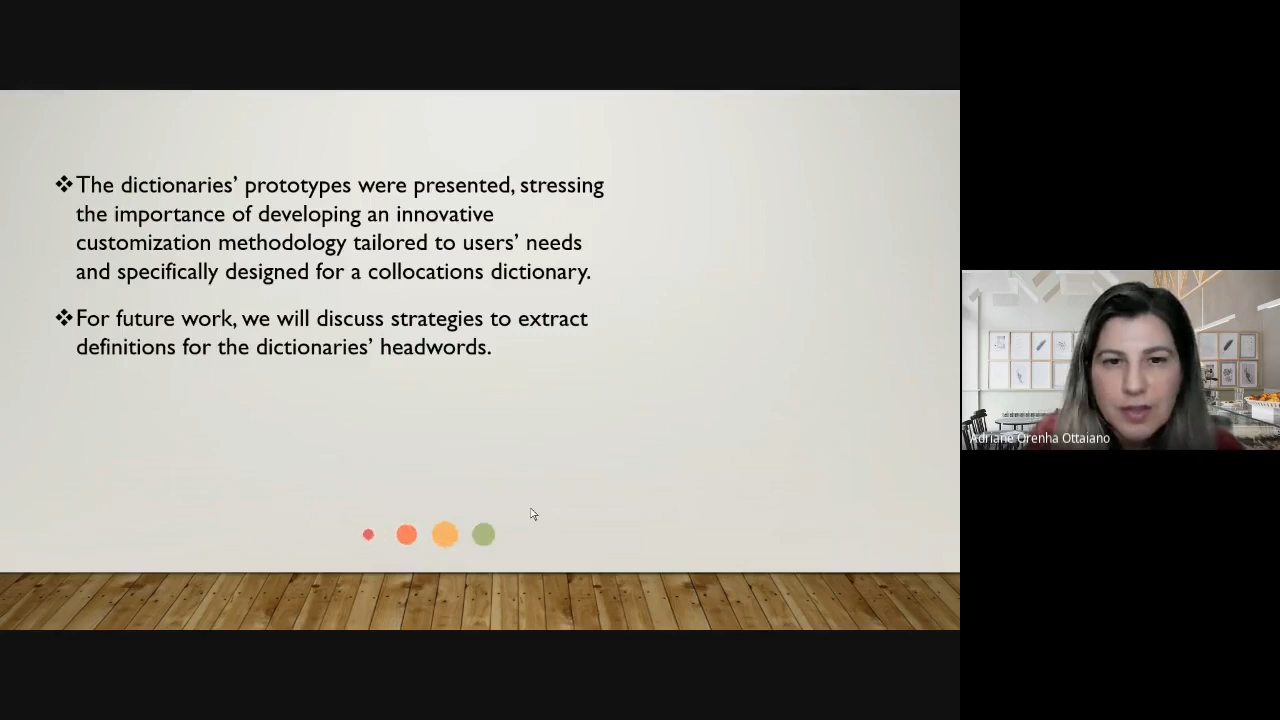 ❖The dictionaries’ prototypes were presented, stressing
the importance of developing an innovative
customization methodology tailored to users’ needs
and specifically designed for a collocations dictionary.
❖For future work, we will discuss strategies to extract
definitions for the dictionaries’ headwords.
Adriane Orenha Ottaiano